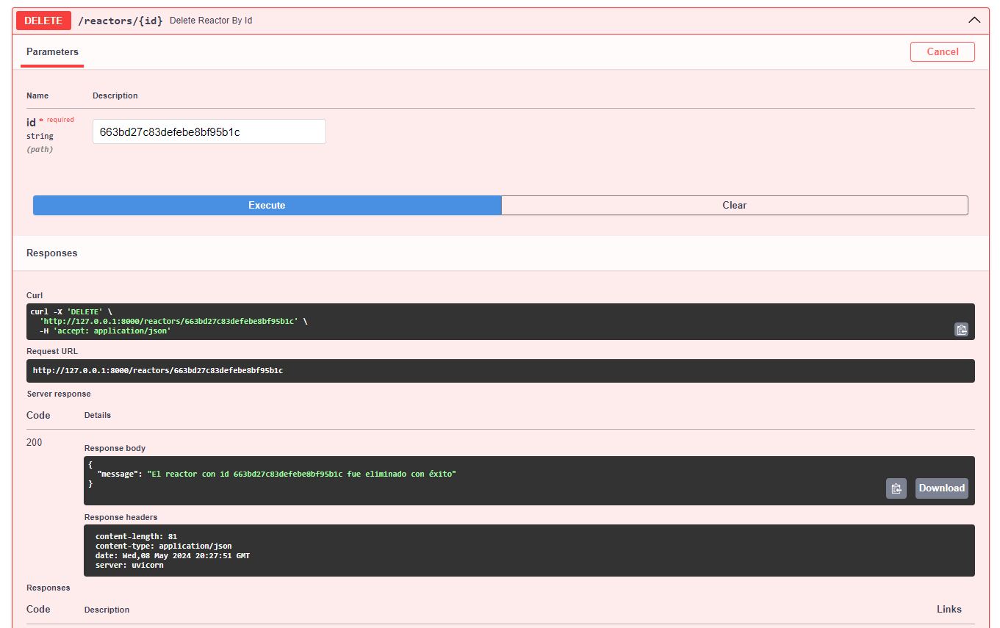 DELETE /reactors/{id} Delete Reactor By Id
Parameters
Cancel
Name Description
id * required
string
(path)
663bd27c83defebe8bf95b1c
Execute Clear
Responses
Curl
curl -X 'DELETE' \
'http://127.0.0.1:8000/reactors/663bd27c83defebe8bf95b1c' \
-H 'accept: application/json'
Request URL
http://127.0.0.1:8000/reactors/663bd27c83defebe8bf95b1c
Server response
Code Details
200
Response body
{
"message": "El reactor con id 663bd27c83defebe8bf95b1c fue eliminado con éxito"
}
Download
Response headers
content-length: 81
content-type: application/json
date: Wed,08 May 2024 20:27:51 GMT
server: uvicorn
Responses
Code Description Links